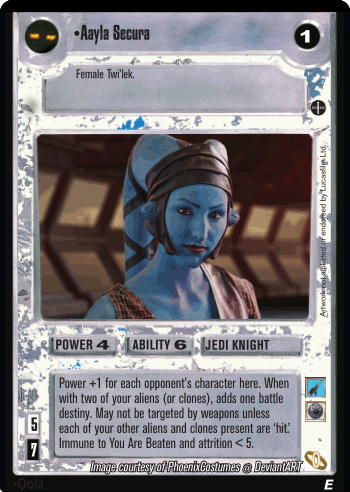 •Aayla Secura
1
Female Twi'lek.
Artwork not affiliated or endorsed by Lucasfilm Ltd.
POWER 4 ABILITY 6 JEDI KNIGHT
Power +1 for each opponent's character here. When
with two of your aliens (or clones), adds one battle
destiny. May not be targeted by weapons unless
each of your other aliens and clones present are 'hit.'
Immune to You Are Beaten and attrition < 5.
5
7
Image courtesy of PhoenixCostumes @ DeviantART
•Oola
E